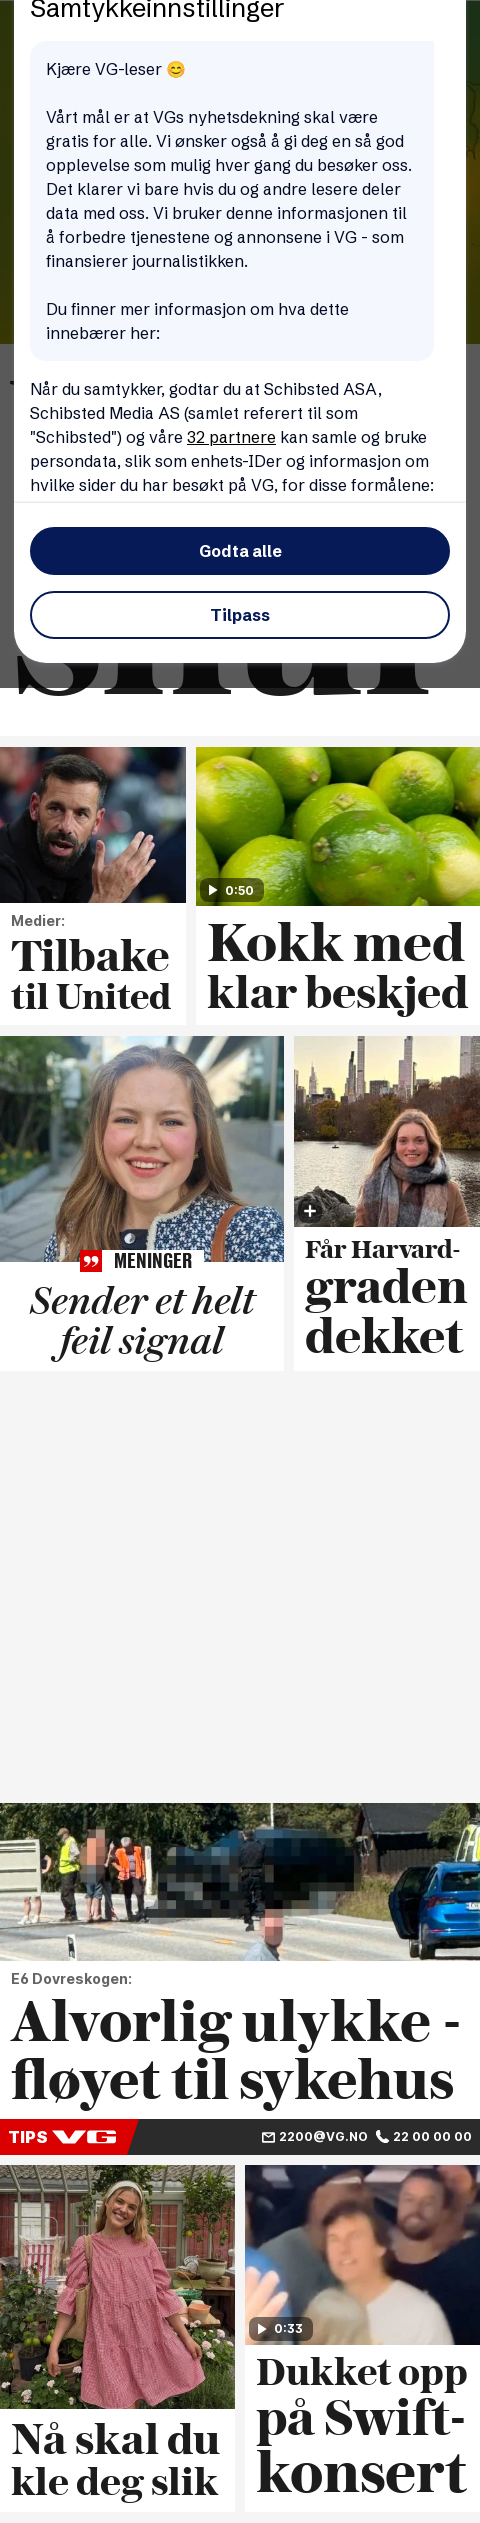 Samtykkeinnstillinger
Kjære VG-leser 😊
Vårt mål er at VGs nyhetsdekning skal være
gratis for alle. Vi ønsker også å gi deg en så god
opplevelse som mulig hver gang du besøker oss.
Det klarer vi bare hvis du og andre lesere deler
data med oss. Vi bruker denne informasjonen til
å forbedre tjenestene og annonsene i VG - som
finansierer journalistikken.
Du finner mer informasjon om hva dette
innebærer her:
Når du samtykker, godtar du at Schibsted ASA,
Schibsted Media AS (samlet referert til som
"Schibsted") og våre 32 partnere kan samle og bruke
persondata, slik som enhets-IDer og informasjon om
hvilke sider du har besøkt på VG, for disse formålene:
Godta alle
Tilpass
Medier:
Tilbake
til United
0:50
Kokk med
klar beskjed
MENINGER
Sender et helt
feil signal
Får Harvard-
graden
dekket
E6 Dovreskogen:
Alvorlig ulykke -
fløyet til sykehus
TIPS VG 2200@VG.NO 22 00 00 00
Nå skal du
kle deg slik
0:33
Dukket opp
på Swift-
konsert